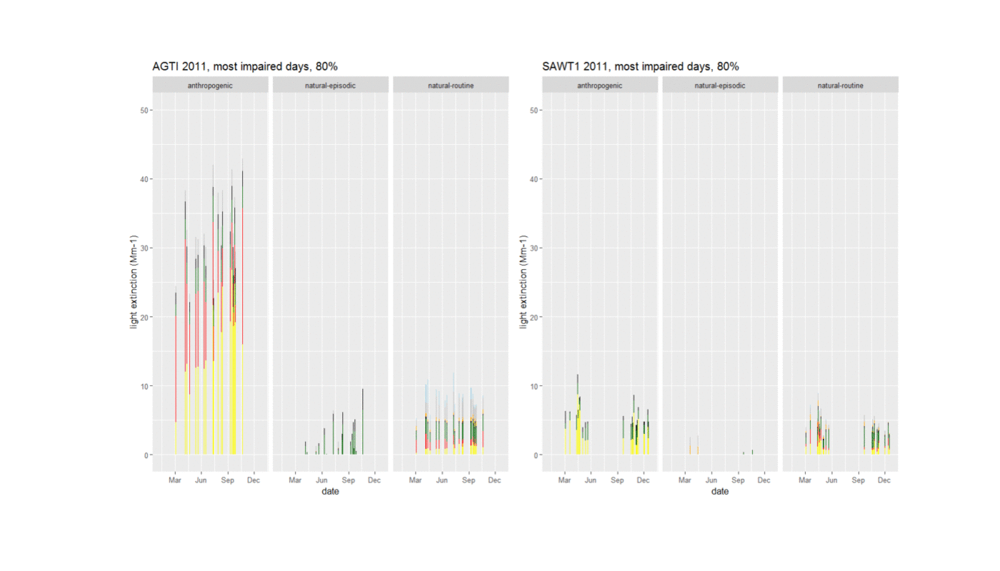 AGTI 2011, most impaired days, 80%
anthropogenic natural-episodic natural-routine
50
40
30
20
10
0
light extinction (Mm-1)
Mar Jun Sep Dec Mar Jun Sep Dec Mar Jun Sep Dec
date
SAWT1 2011, most impaired days, 80%
anthropogenic natural-episodic natural-routine
50
40
30
20
10
0
light extinction (Mm-1)
Mar Jun Sep Dec Mar Jun Sep Dec Mar Jun Sep Dec
date